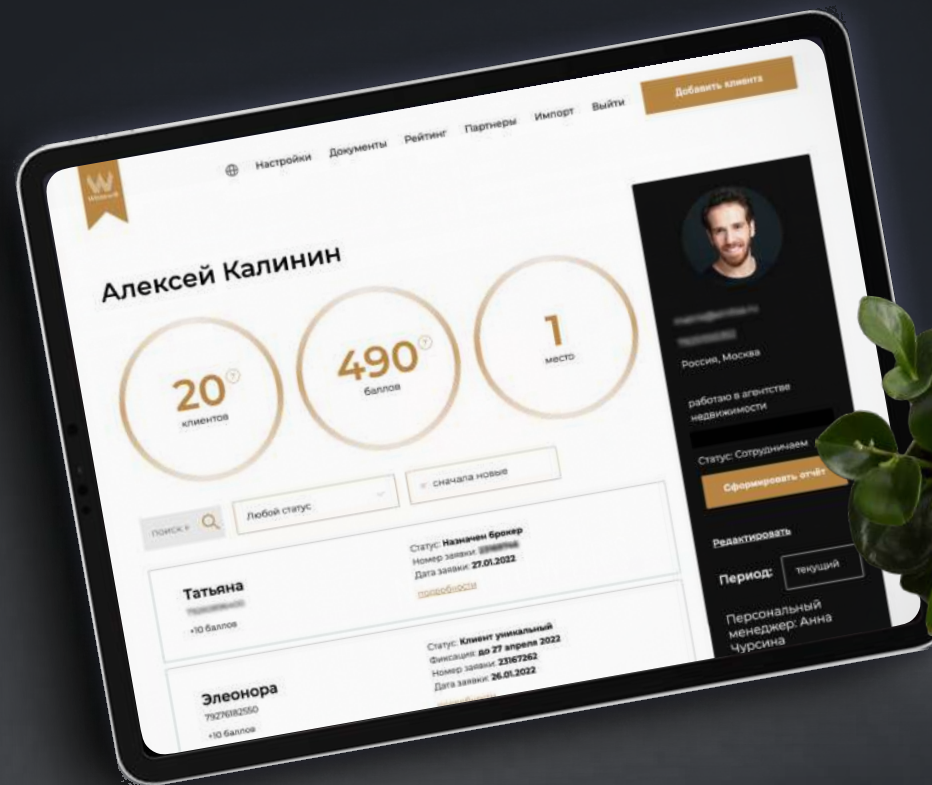 Настройки Документы Рейтинг Партнеры Импорт Выйти Добавить клиента
W
Алексей Калинин
20 ?
клиентов
490 ?
баллов
1
место
поиск
Любой статус
сначала новые
Татьяна
+10 баллов
Статус: Назначен брокер
Номер заявки:
Дата заявки: 27.01.2022
подробности
Элеонора
79276182550
+10 баллов
Статус: Клиент уникальный
Фиксация: до 27 апреля 2022
Номер заявки: 23167262
Дата заявки: 26.01.2022
Россия, Москва
работаю в агентстве
недвижимости
Статус: Сотрудничаем
Сформировать отчёт
Редактировать
Период: текущий
Персональный
менеджер: Анна
Чурсина